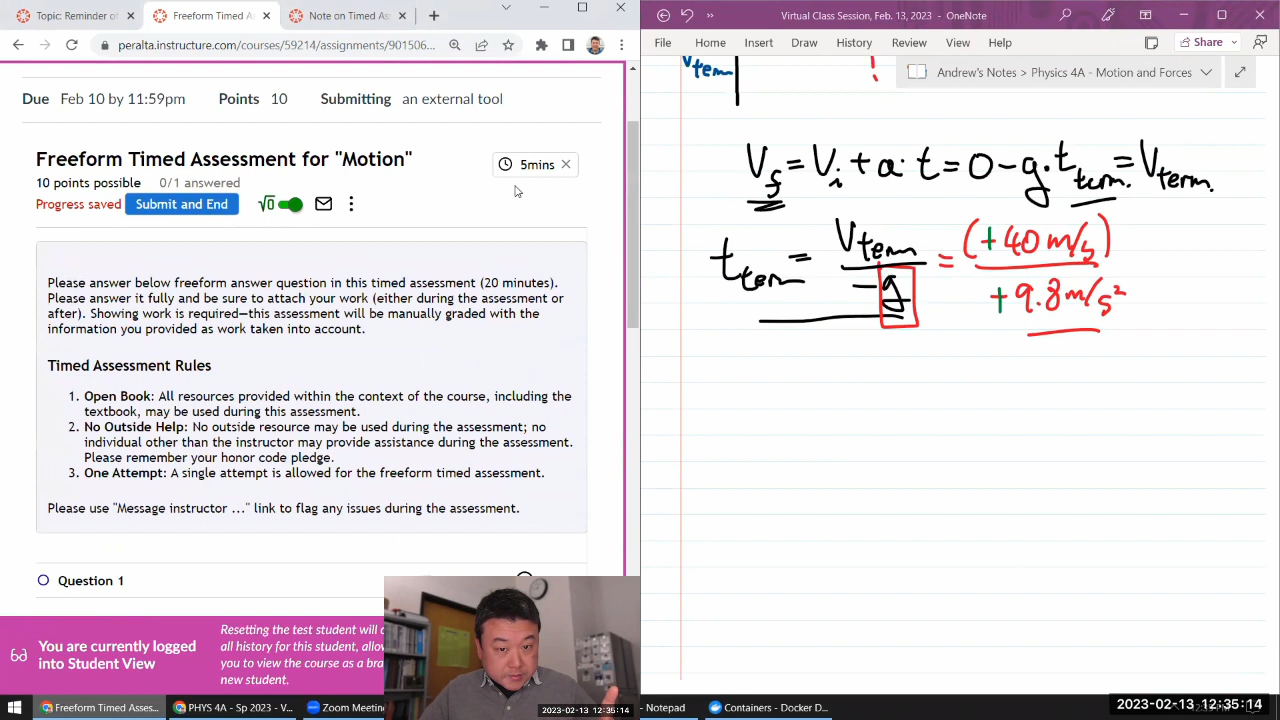 Topic: Reminder of
Freeform Timed A
Note on Timed As
peralta.instructure.com/courses/59214/assignments/901506...
Due Feb 10 by 11:59pm Points 10 Submitting an external tool
Freeform Timed Assessment for "Motion"
5mins
10 points possible 0/1 answered
Progress saved Submit and End √0
Please answer below freeform answer question in this timed assessment (20 minutes).
Please answer it fully and be sure to attach your work (either during the assessment or
after). Showing work is required—this assessment will be manually graded with the
information you provided as work taken into account.
Timed Assessment Rules
1. Open Book: All resources provided within the context of the course, including the
textbook, may be used during this assessment.
2. No Outside Help: No outside resource may be used during the assessment; no
individual other than the instructor may provide assistance during the assessment.
Please remember your honor code pledge.
3. One Attempt: A single attempt is allowed for the freeform timed assessment.
Please use "Message instructor ..." link to flag any issues during the assessment.
Question 1
You are currently logged
into Student View
Resetting the test student will c
all history for this student, allow
you to view the course as a bra
new student.
Freeform Timed Asses...
PHYS 4A - Sp 2023 - V...
Zoom Meeting
2023-02-13 12:35:14
Virtual Class Session, Feb. 13, 2023 - OneNote
File Home Insert Draw History Review View Help Share
Andrew's Notes > Physics 4A - Motion and Forces
Vterm !
Vf = Vi + a·t = 0 - g·tterm. = Vterm.
tterm = Vterm / -g = (+40 m/s) / +9.8 m/s²
- Notepad
Containers - Docker D...
2023-02-13 12:35:14